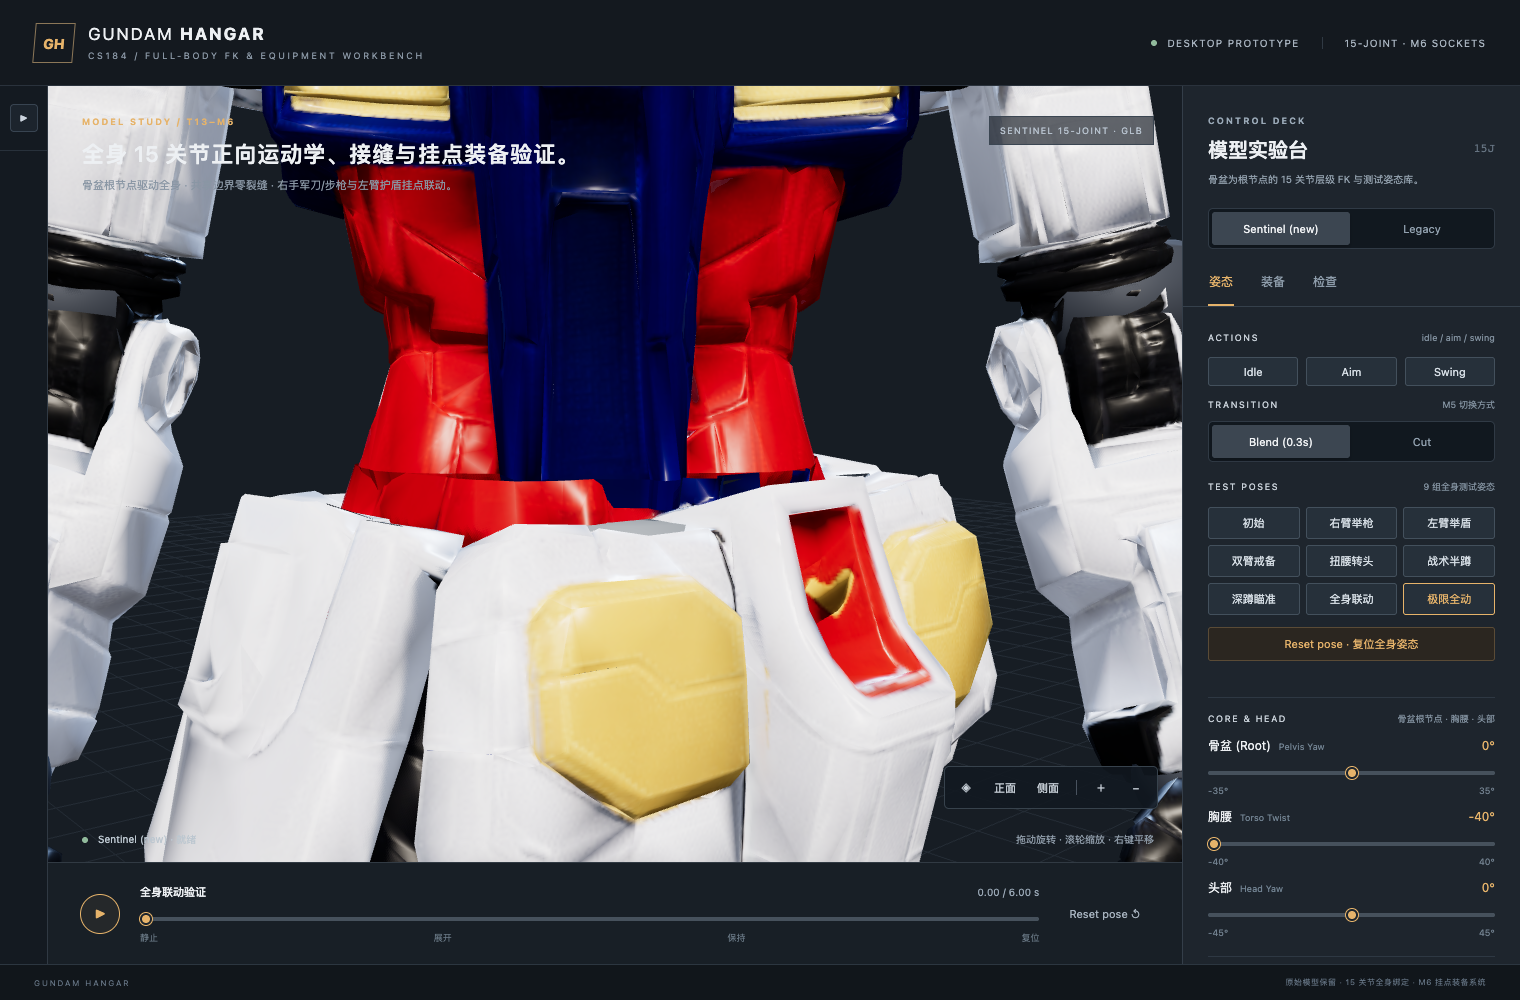 GH
GUNDAM HANGAR
CS184 / FULL-BODY FK & EQUIPMENT WORKBENCH
DESKTOP PROTOTYPE
15-JOINT · M6 SOCKETS
MODEL STUDY / T13–M6
全身 15 关节正向运动学、接缝与挂点装备验证。
骨盆根节点驱动全身
边界零裂缝 · 右手军刀/步枪与左臂护盾挂点联动。
SENTINEL 15-JOINT · GLB
正面
侧面
+
−
Sentinel (new)
就绪
拖动旋转 · 滚轮缩放 · 右键平移
全身联动验证
0.00 / 6.00 s
静止
展开
保持
复位
Reset pose ↺
CONTROL DECK
模型实验台
15J
骨盆为根节点的 15 关节层级 FK 与测试姿态库。
Sentinel (new)
Legacy
姿态
装备
检查
ACTIONS
idle / aim / swing
Idle
Aim
Swing
TRANSITION
M5 切换方式
Blend (0.3s)
Cut
TEST POSES
9 组全身测试姿态
初始
右臂举枪
左臂举盾
双臂戒备
扭腰转头
战术半蹲
深蹲瞄准
全身联动
极限全动
Reset pose · 复位全身姿态
CORE & HEAD
骨盆根节点 · 胸腰 · 头部
骨盆 (Root) Pelvis Yaw
0°
-35°
35°
胸腰 Torso Twist
-40°
-40°
40°
头部 Head Yaw
0°
-45°
45°
GUNDAM HANGAR
原始模型保留 · 15 关节全身绑定 · M6 挂点装备系统